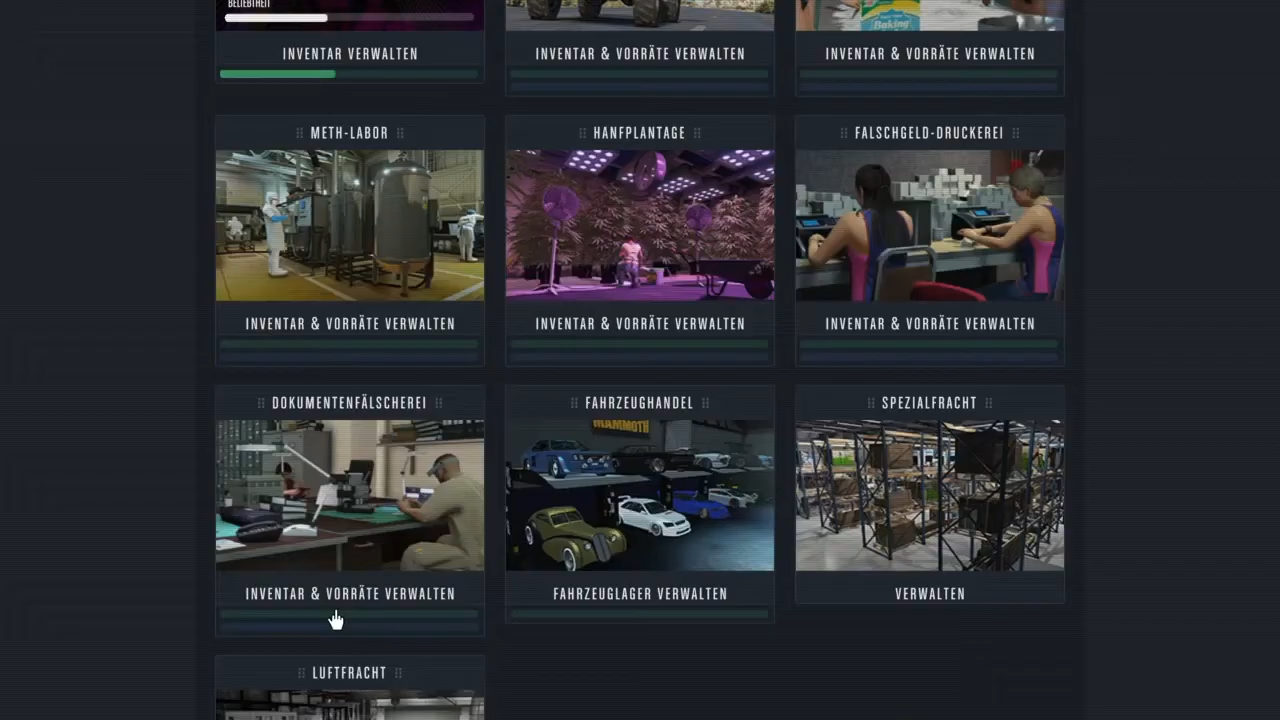 BELIEBTHEIT
INVENTAR VERWALTEN
INVENTAR & VORRÄTE VERWALTEN
Baking
INVENTAR & VORRÄTE VERWALTEN
METH-LABOR
HANFPLANTAGE
FALSCHGELD-DRUCKEREI
INVENTAR & VORRÄTE VERWALTEN
INVENTAR & VORRÄTE VERWALTEN
INVENTAR & VORRÄTE VERWALTEN
DOKUMENTENFÄLSCHEREI
FAHRZEUGHANDEL
SPEZIALFRACHT
MAMMOTH
INVENTAR & VORRÄTE VERWALTEN
FAHRZEUGLAGER VERWALTEN
VERWALTEN
LUFTFRACHT